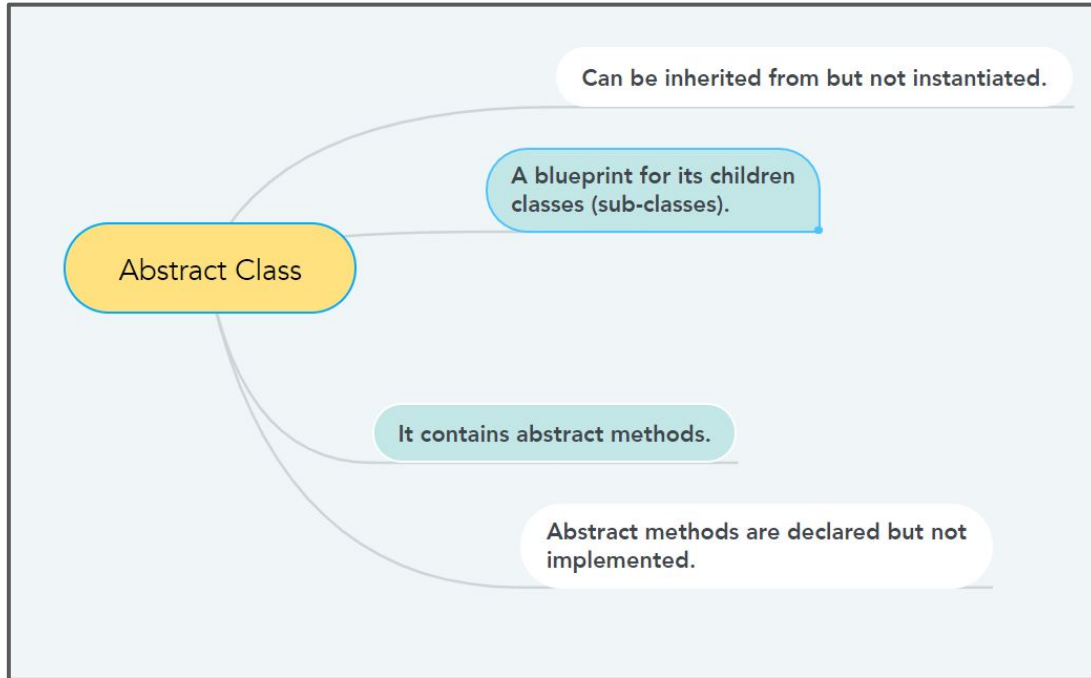 Can be inherited from but not instantiated.
A blueprint for its children
classes (sub-classes).
Abstract Class
It contains abstract methods.
Abstract methods are declared but not
implemented.